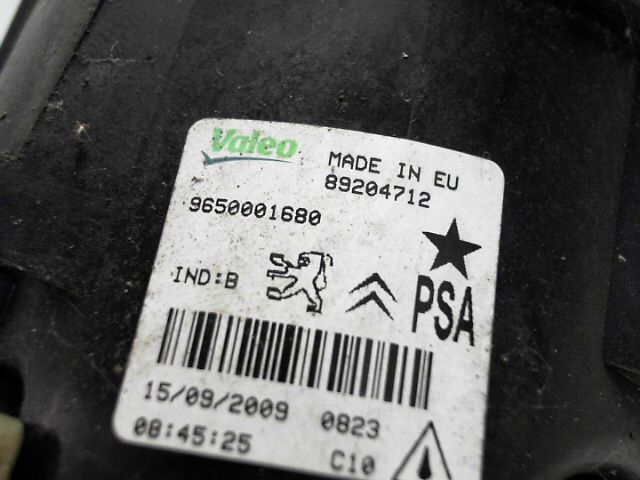 Valeo
MADE IN EU
89204712
9650001680
IND:B
PSA
15/09/2009 0823
08:45:25 C10